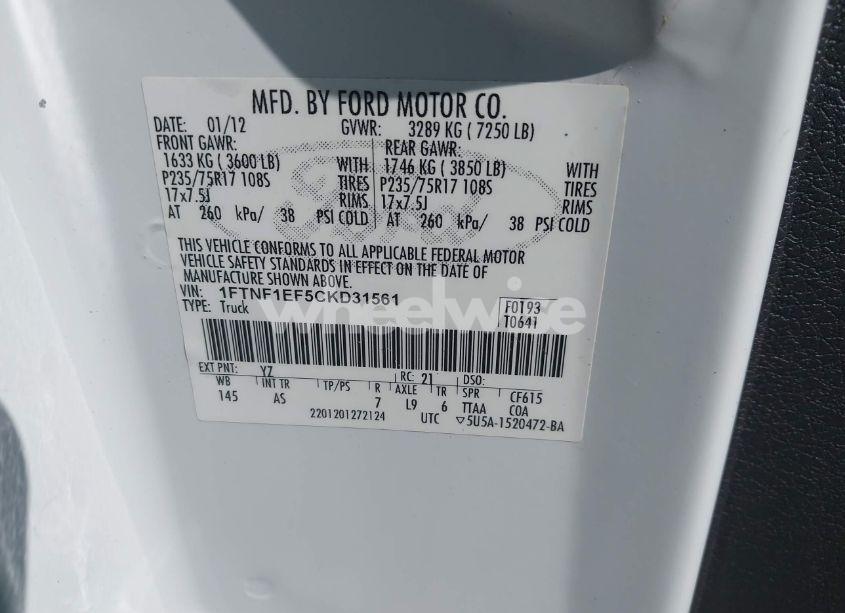 MFD. BY FORD MOTOR CO.
DATE: 01/12 GVWR: 3289 KG ( 7250 LB)
FRONT GAWR: REAR GAWR:
1633 KG ( 3600 LB) WITH 1746 KG ( 3850 LB) WITH
P235/75R17 108S TIRES P235/75R17 108S TIRES
17x7.5J RIMS 17x7.5J RIMS
AT 260 kPa/ 38 PSI COLD AT 260 kPa/ 38 PSI COLD
THIS VEHICLE CONFORMS TO ALL APPLICABLE FEDERAL MOTOR
VEHICLE SAFETY STANDARDS IN EFFECT ON THE DATE OF
MANUFACTURE SHOWN ABOVE.
VIN: 1FTNF1EF5CKD31561
TYPE: Truck
F0193
T0641
wheelwise
EXT PNT: YZ RC: 21 DSO:
WB INT TR TP/PS R AXLE TR SPR CF615
145 AS 7 L9 6 TTAA COA
2201201272124 UTC ▽5U5A-1520472-BA
Ford